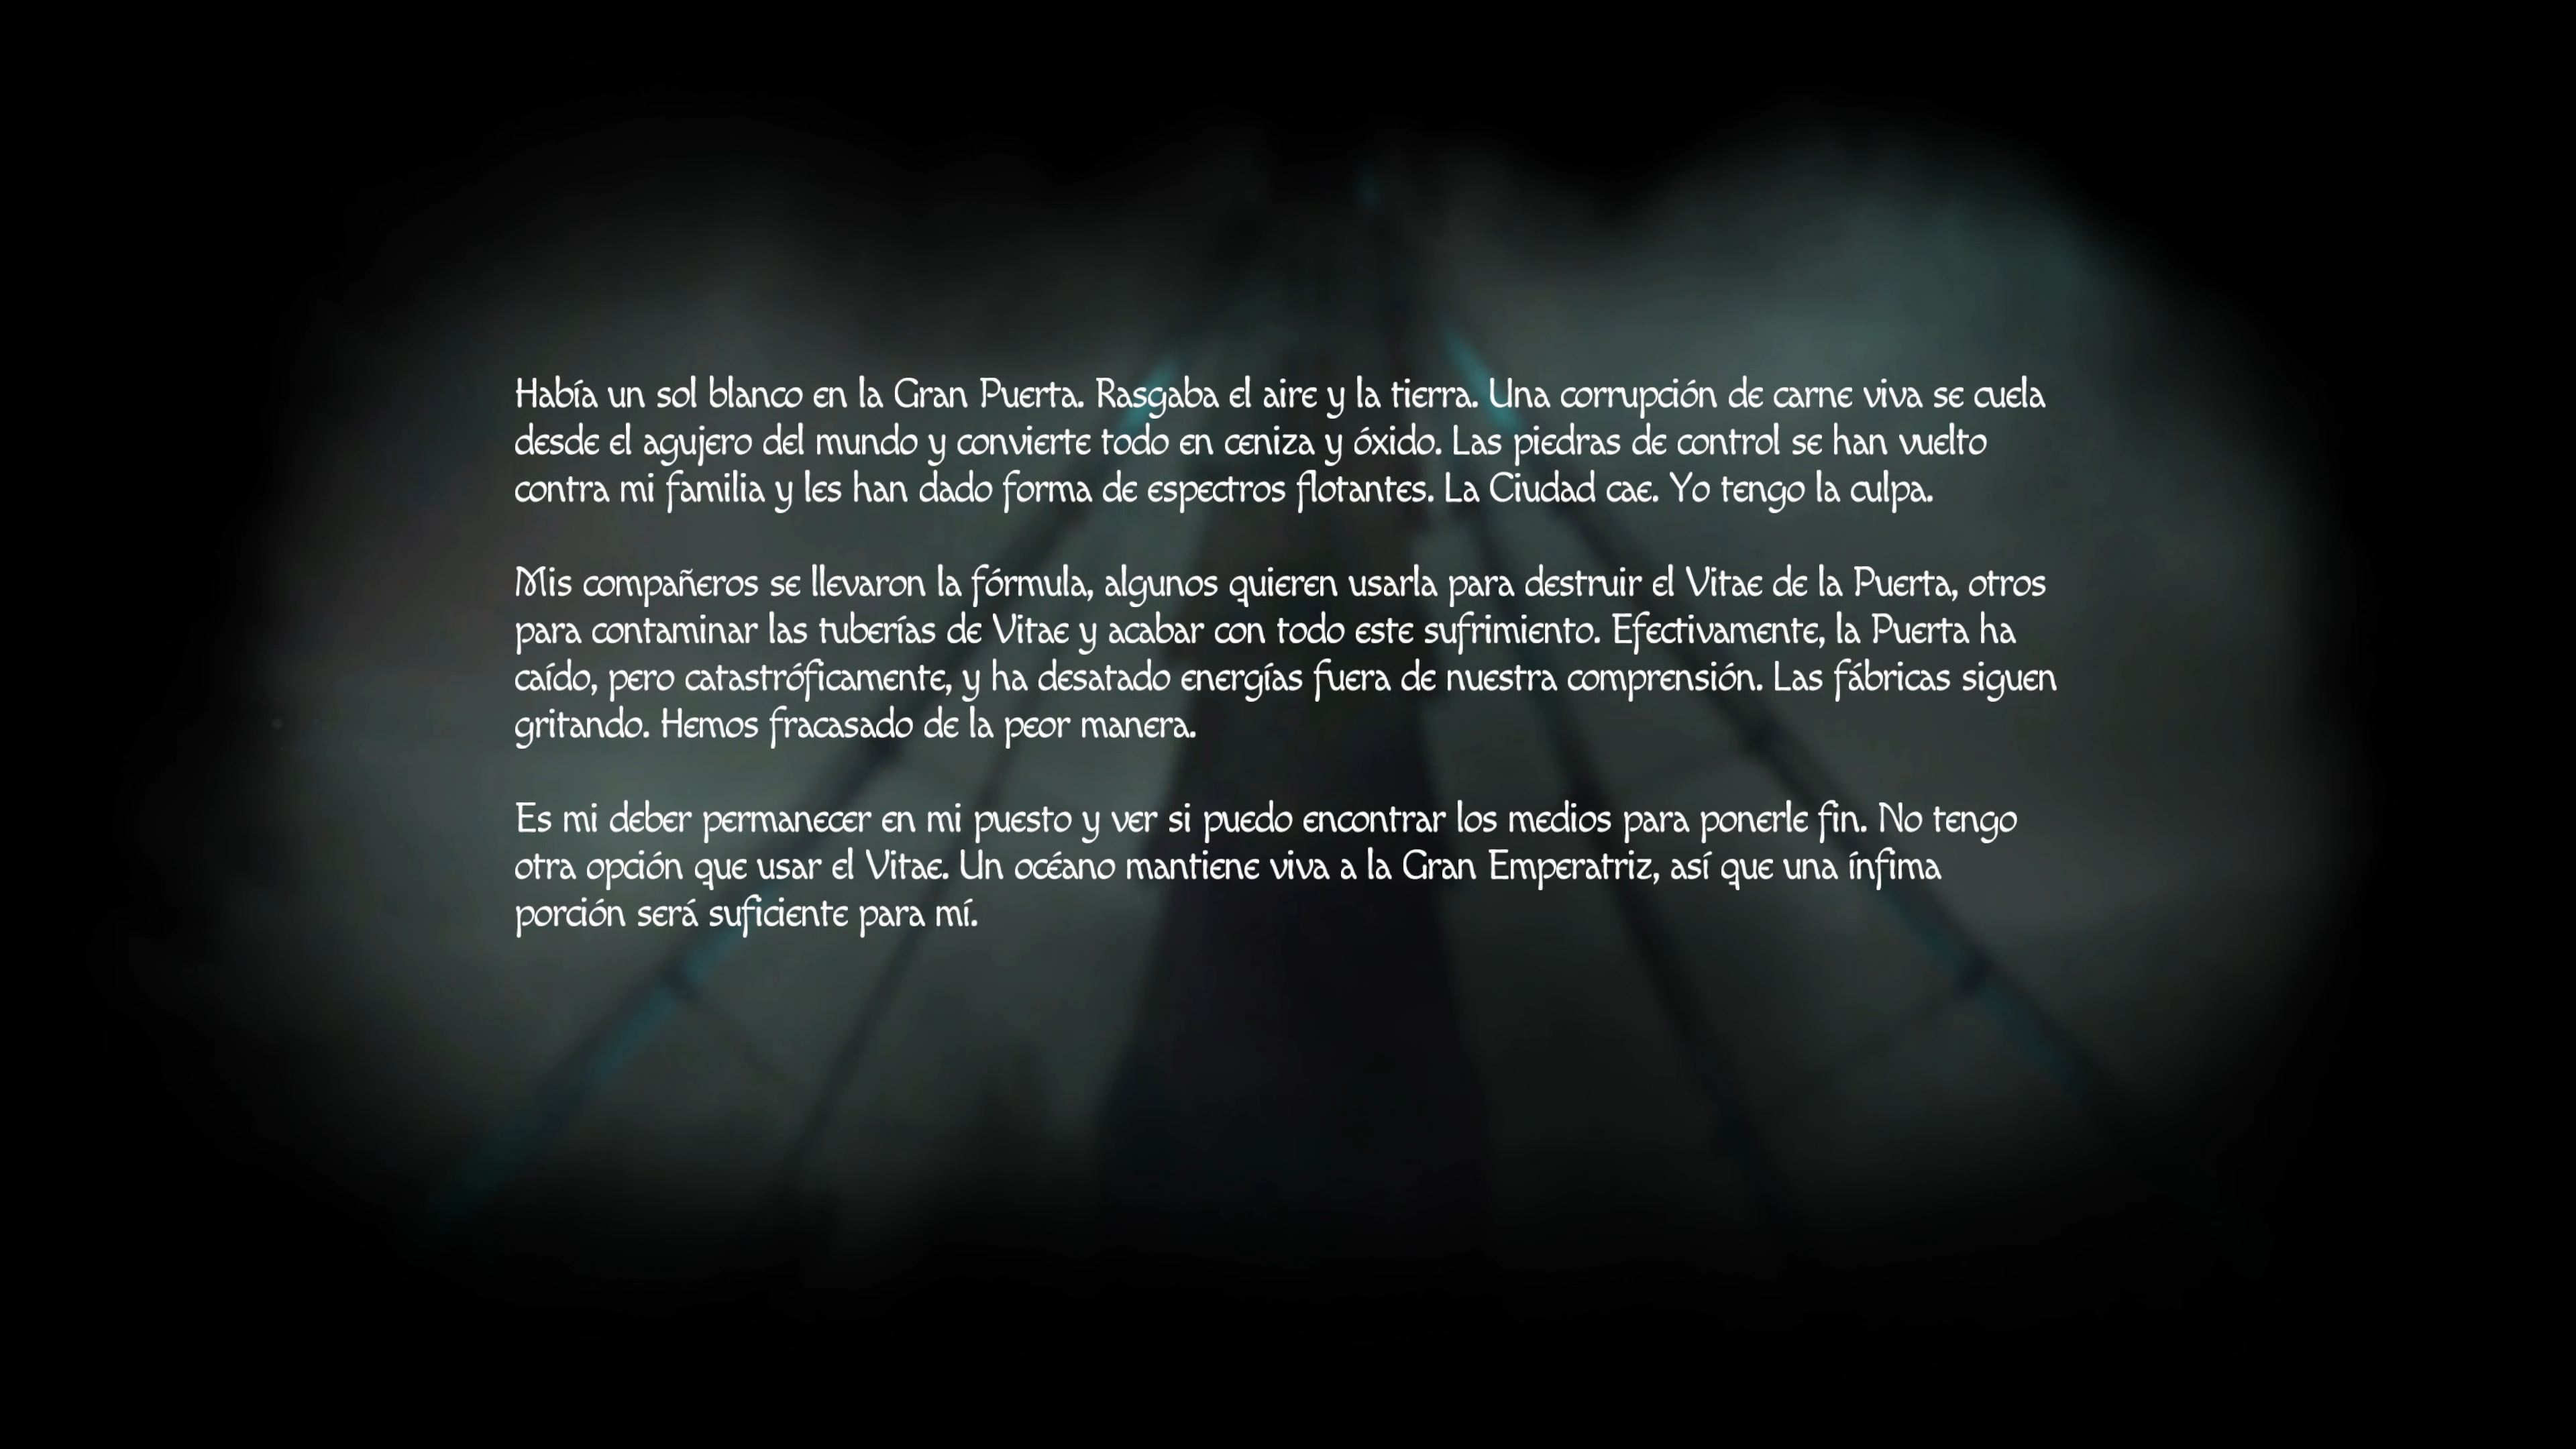 Había un sol blanco en la Gran Puerta. Rasgaba el aire y la tierra. Una corrupción de carne viva se cuela
desde el agujero del mundo y convierte todo en ceniza y óxido. Las piedras de control se han vuelto
contra mi familia y les han dado forma de espectros flotantes. La Ciudad cae. Yo tengo la culpa.
Mis compañeros se llevaron la fórmula, algunos quieren usarla para destruir el Vitae de la Puerta, otros
para contaminar las tuberías de Vitae y acabar con todo este sufrimiento. Efectivamente, la Puerta ha
caído, pero catastróficamente, y ha desatado energías fuera de nuestra comprensión. Las fábricas siguen
gritando. Hemos fracasado de la peor manera.
Es mi deber permanecer en mi puesto y ver si puedo encontrar los medios para ponerle fin. No tengo
otra opción que usar el Vitae. Un océano mantiene viva a la Gran Emperatriz, así que una ínfima
porción será suficiente para mí.